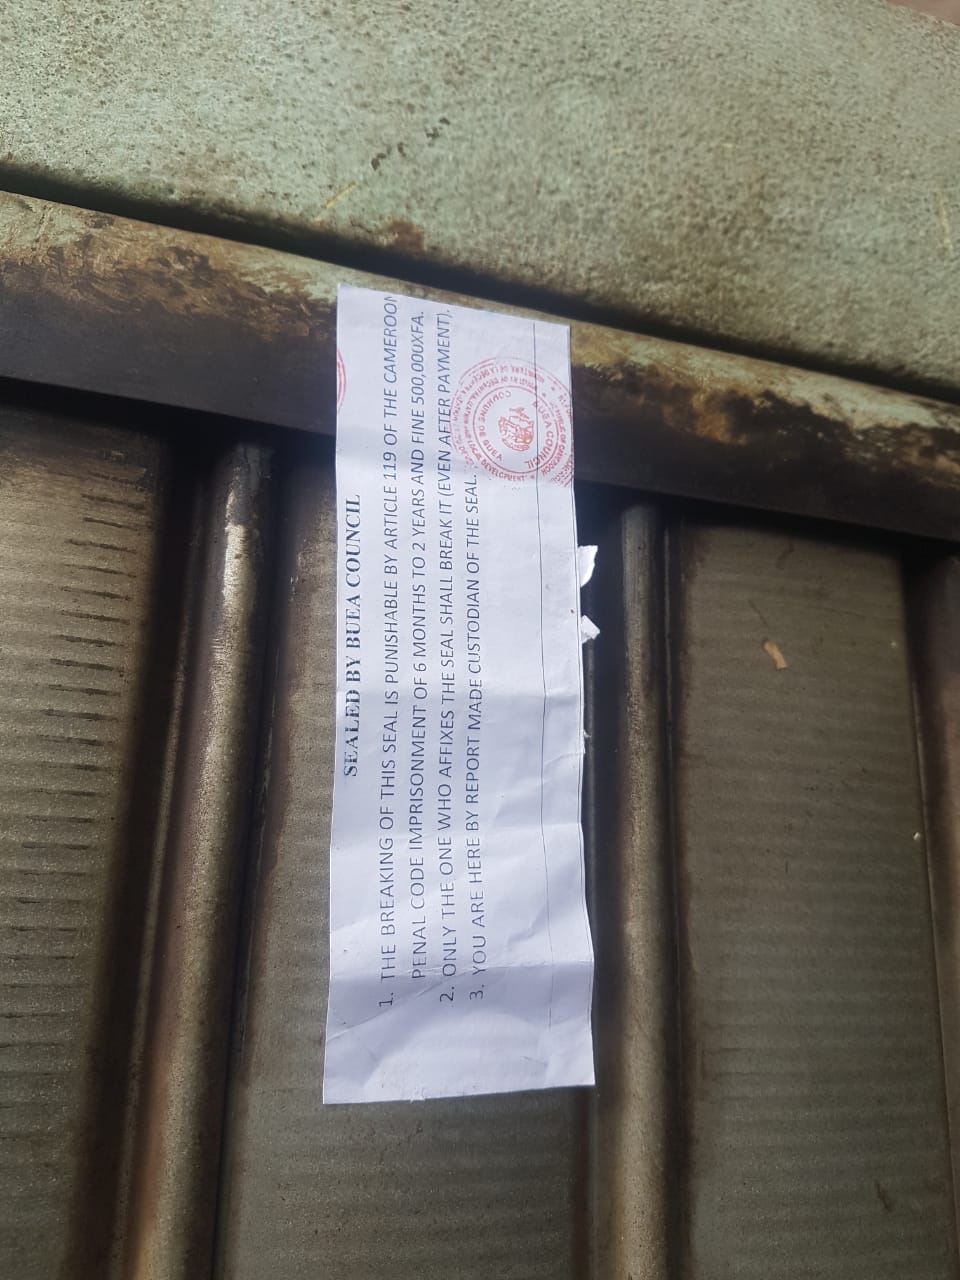 SEALED BY BUEA COUNCIL
1. THE BREAKING OF THIS SEAL IS PUNISHABLE BY ARTICLE 119 OF THE CAMEROON
PENAL CODE IMPRISONMENT OF 6 MONTHS TO 2 YEARS AND FINE 500,000XFA.
2. ONLY THE ONE WHO AFFIXES THE SEAL SHALL BREAK IT (EVEN AFTER PAYMENT).
3. YOU ARE HERE BY REPORT MADE CUSTODIAN OF THE SEAL.
BUEA COUNCIL
COMMUNE DE BUEA